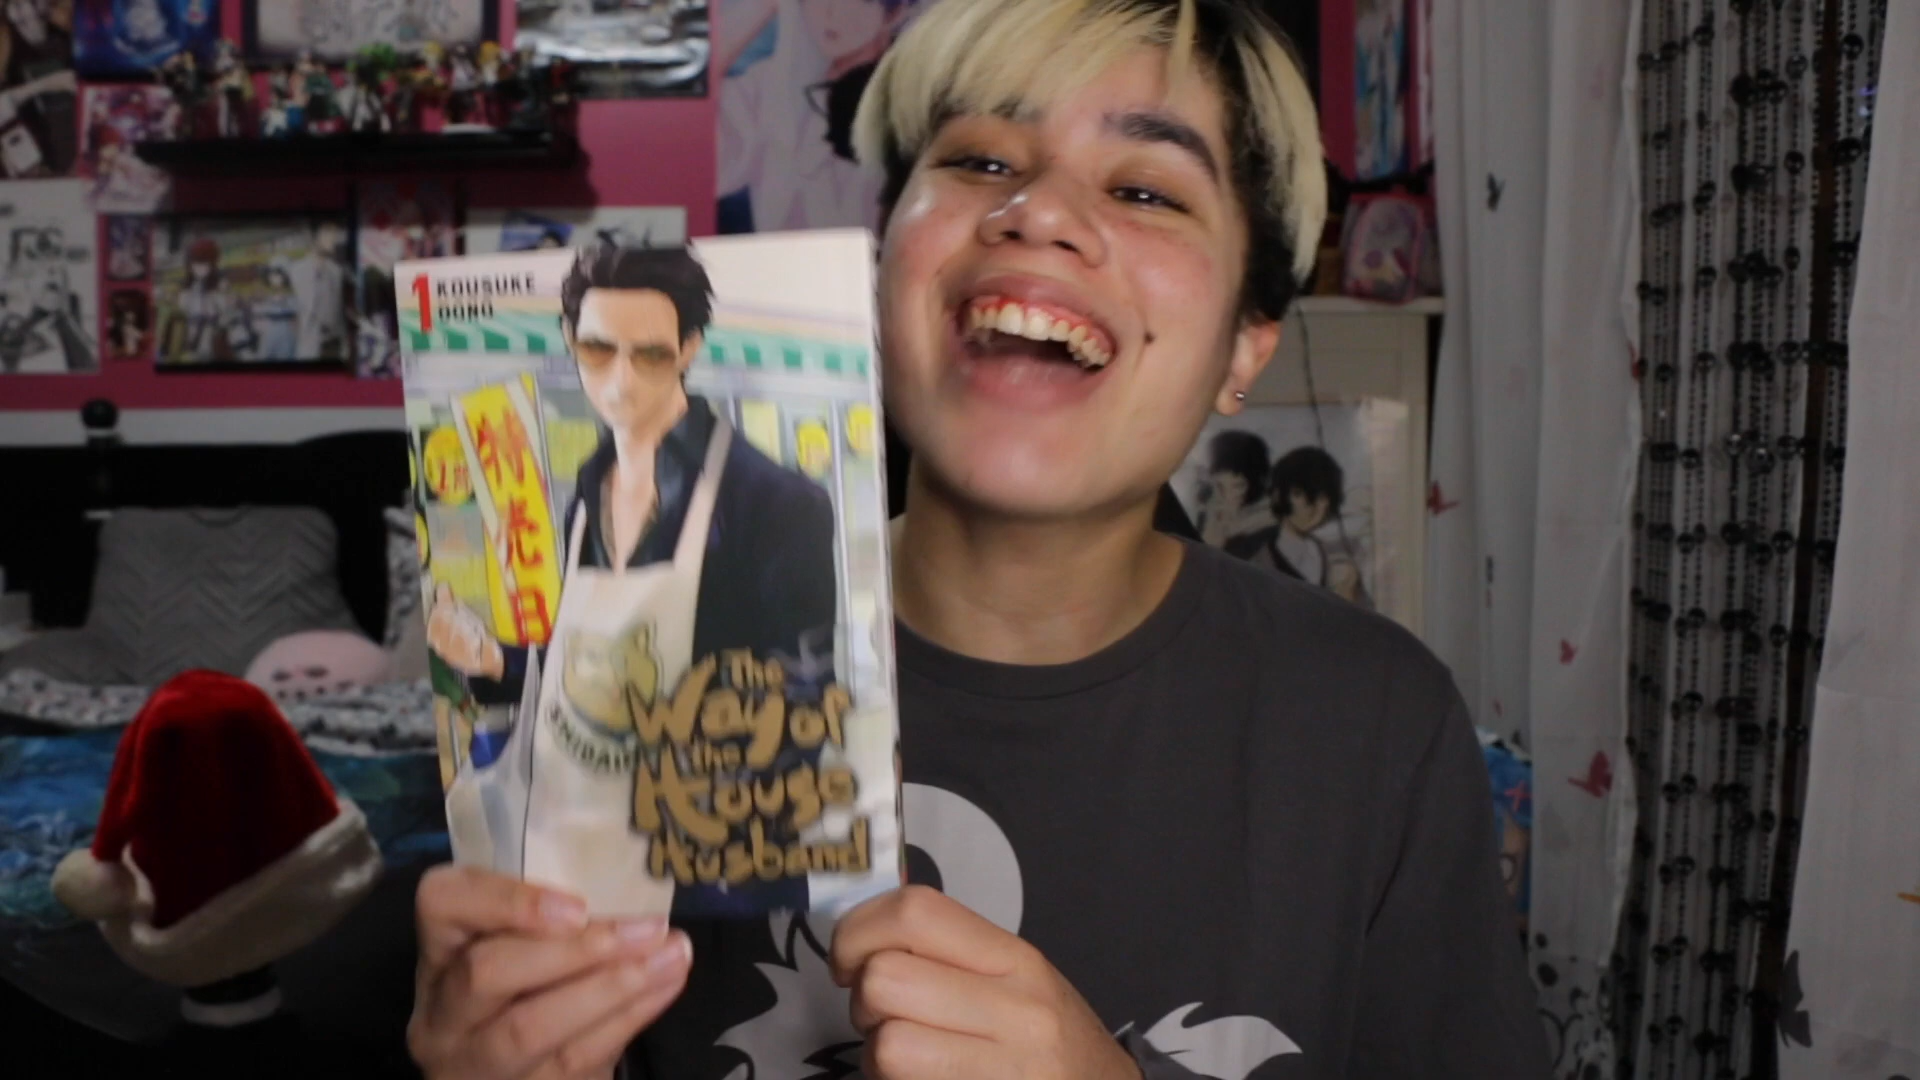 1 KOUSUKE
OONO
特売日
The
Way of
the
House
Husband